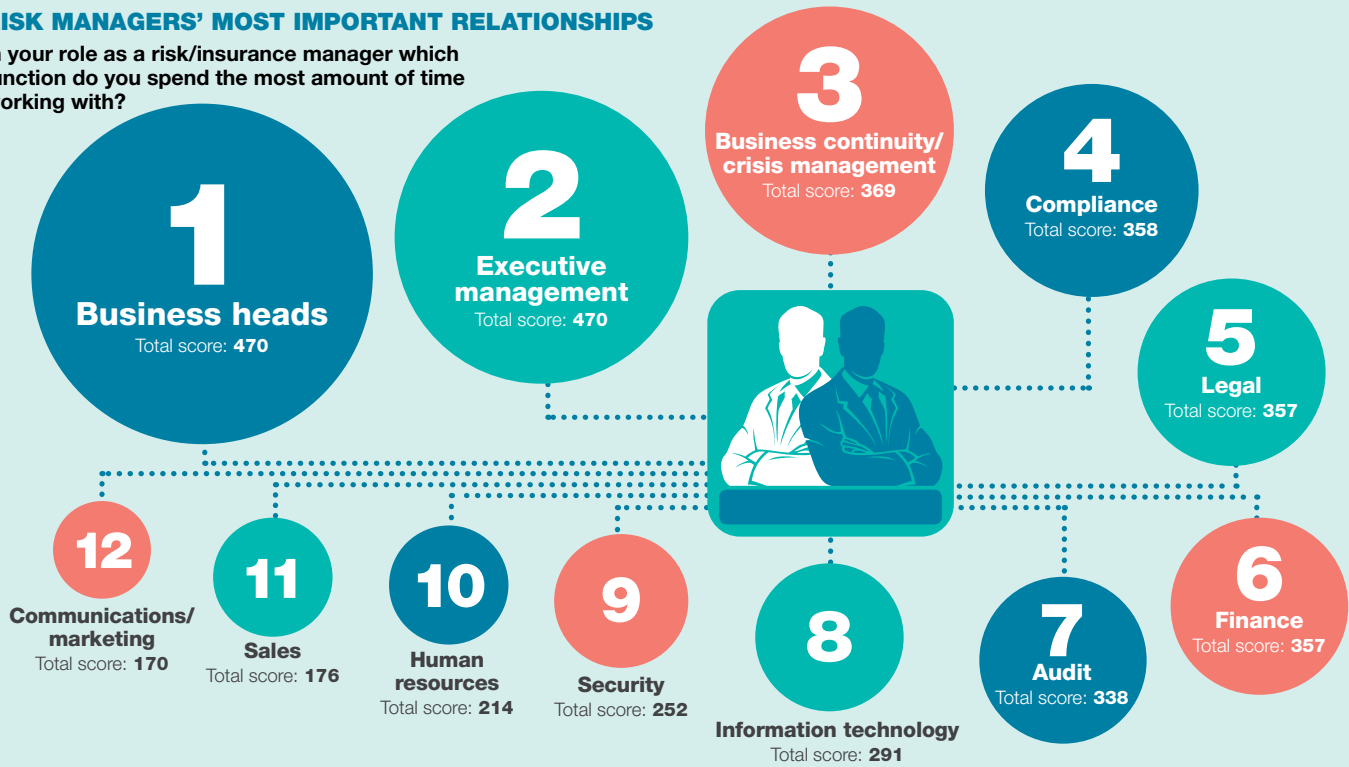 ISK MANAGERS' MOST IMPORTANT RELATIONSHIPS
your role as a risk/insurance manager which
unction do you spend the most amount of time
orking with?
1
Business heads
Total score: 470
2
Executive
management
Total score: 470
3
Business continuity/
crisis management
Total score: 369
4
Compliance
Total score: 358
5
Legal
Total score: 357
6
Finance
Total score: 357
7
Audit
Total score: 338
8
Information technology
Total score: 291
9
Security
Total score: 252
10
Human
resources
Total score: 214
11
Sales
Total score: 176
12
Communications/
marketing
Total score: 170